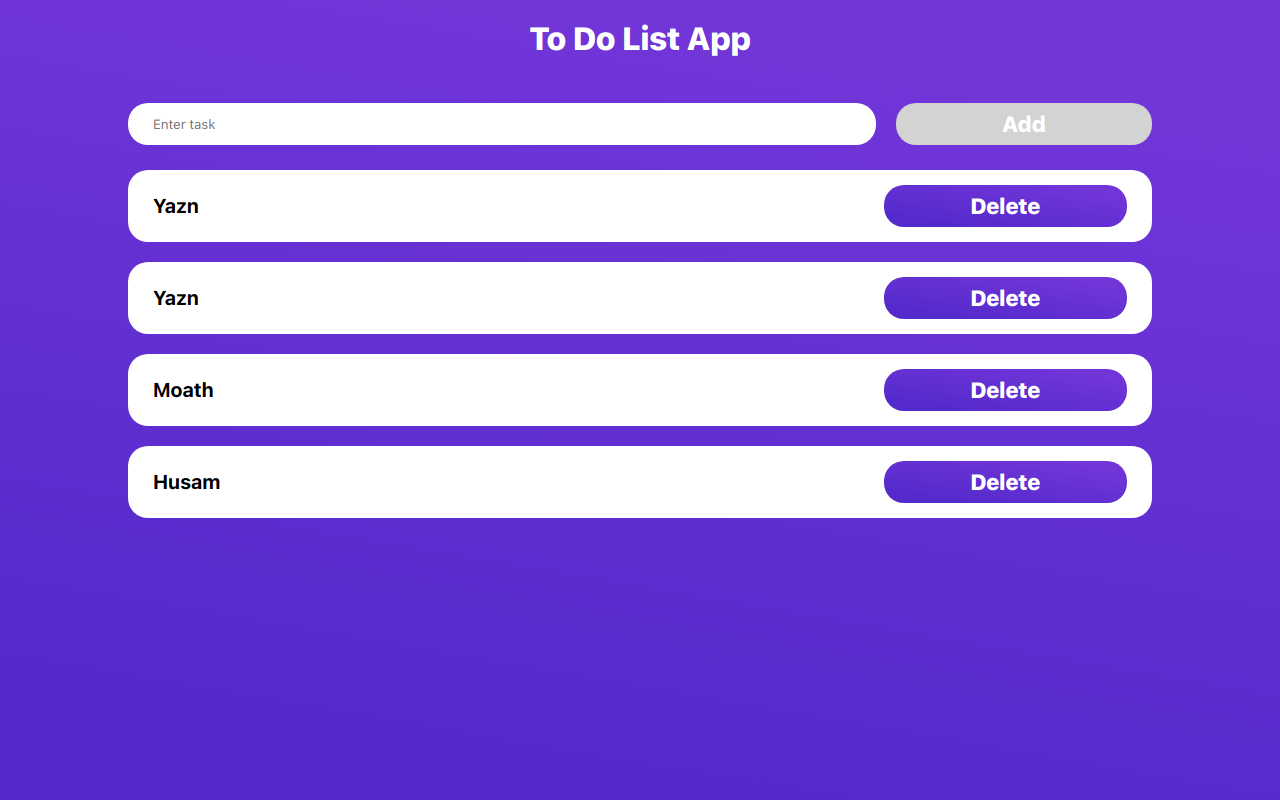 To Do List App
Enter task
Add
Yazn
Delete
Yazn
Delete
Moath
Delete
Husam
Delete